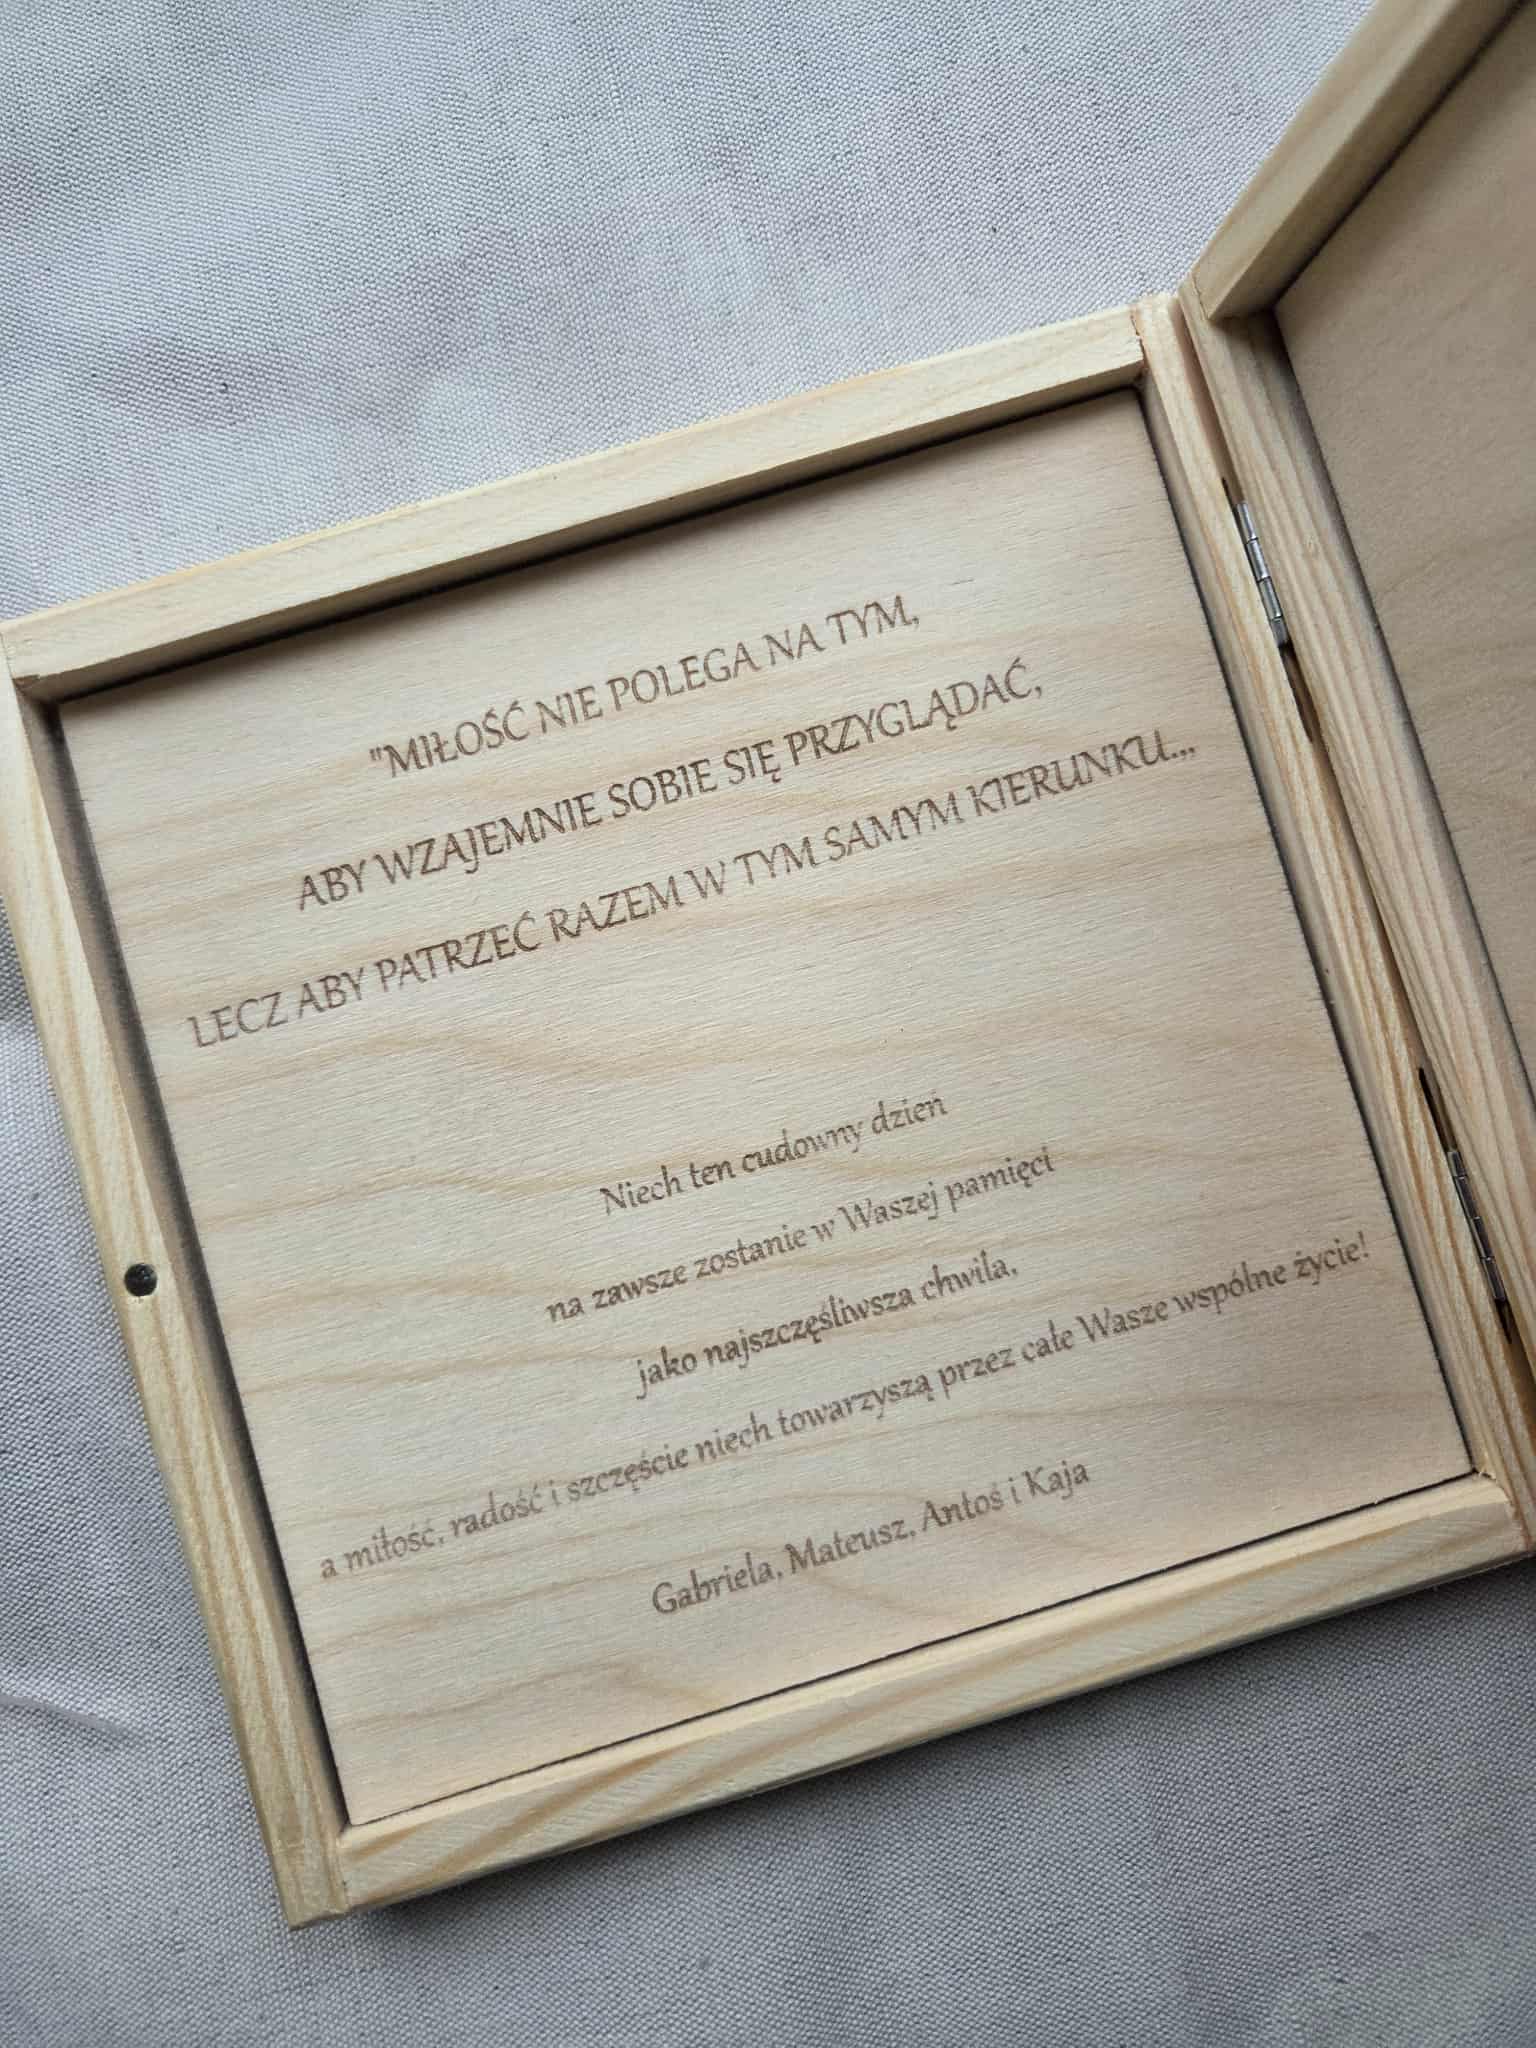 "MIŁOŚĆ NIE POLEGA NA TYM,
ABY WZAJEMNIE SOBIE SIĘ PRZYGLĄDAĆ,
LECZ ABY PATRZEĆ RAZEM W TYM SAMYM KIERUNKU...„
Niech ten cudowny dzień
na zawsze zostanie w Waszej pamięci
jako najszczęśliwsza chwila,
a miłość, radość i szczęście niech towarzyszą przez całe Wasze wspólne życie!
Gabriela, Mateusz, Antoś i Kaja